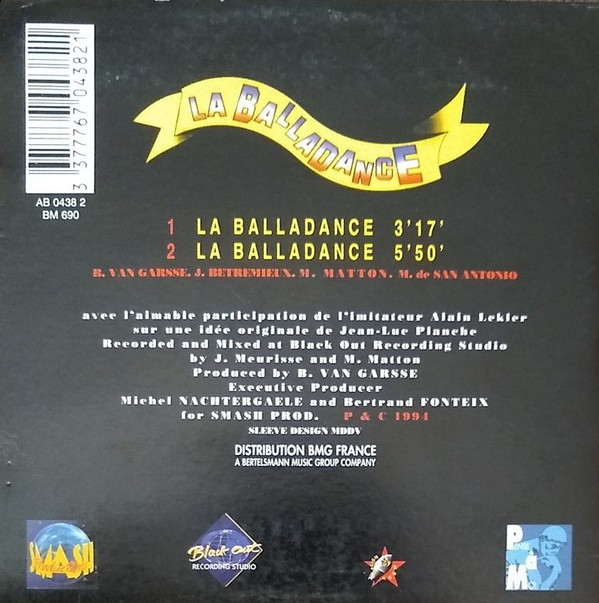 3 377767 043821
AB 0438 2
BM 690
LA BALLADANCE
1 LA BALLADANCE 3'17'
2 LA BALLADANCE 5'50'
B. VAN GARSSE. J. BETREMIEUX. M. MATTON. M. de SAN ANTONIO
avec l'aimable participation de l'imitateur Alain Lekler
sur une idée originale de Jean-Luc Planche
Recorded and Mixed at Black Out Recording Studio
by J. Meurisse and M. Matton
Produced by B. VAN GARSSE
Executive Producer
Michel NACHTERGAELE and Bertrand FONTEIX
for SMASH PROD. P & C 1994
SLEEVE DESIGN MDDV
DISTRIBUTION BMG FRANCE
A BERTELSMANN MUSIC GROUP COMPANY
SMASH
Black out
RECORDING STUDIO